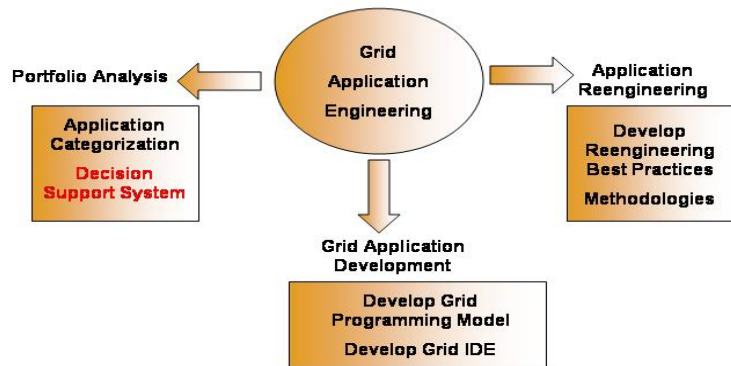 Grid
Application
Engineering
Portfolio Analysis
Application
Categorization
Decision
Support System
Application
Reengineering
Develop
Reengineering
Best Practices
Methodologies
Grid Application
Development
Develop Grid
Programming Model
Develop Grid IDE